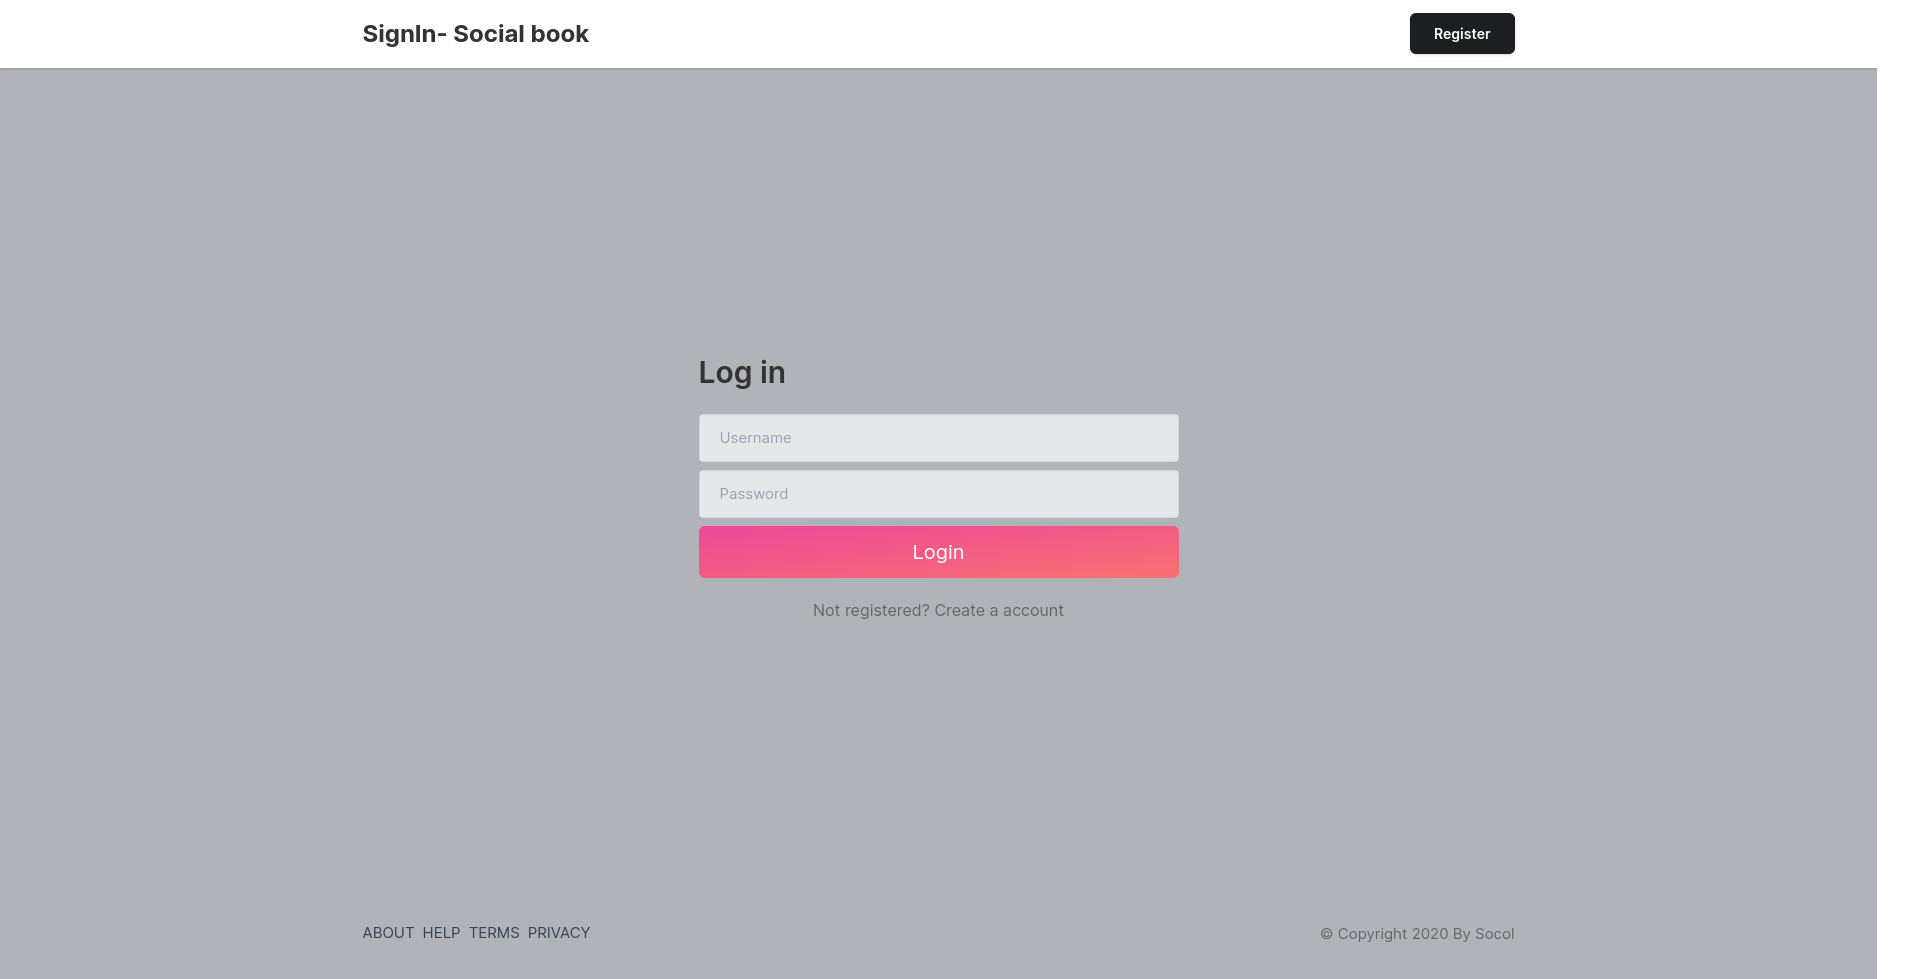 SignIn- Social book
Register
Log in
Username
Password
Login
Not registered? Create a account
ABOUT HELP TERMS PRIVACY
© Copyright 2020 By Socol